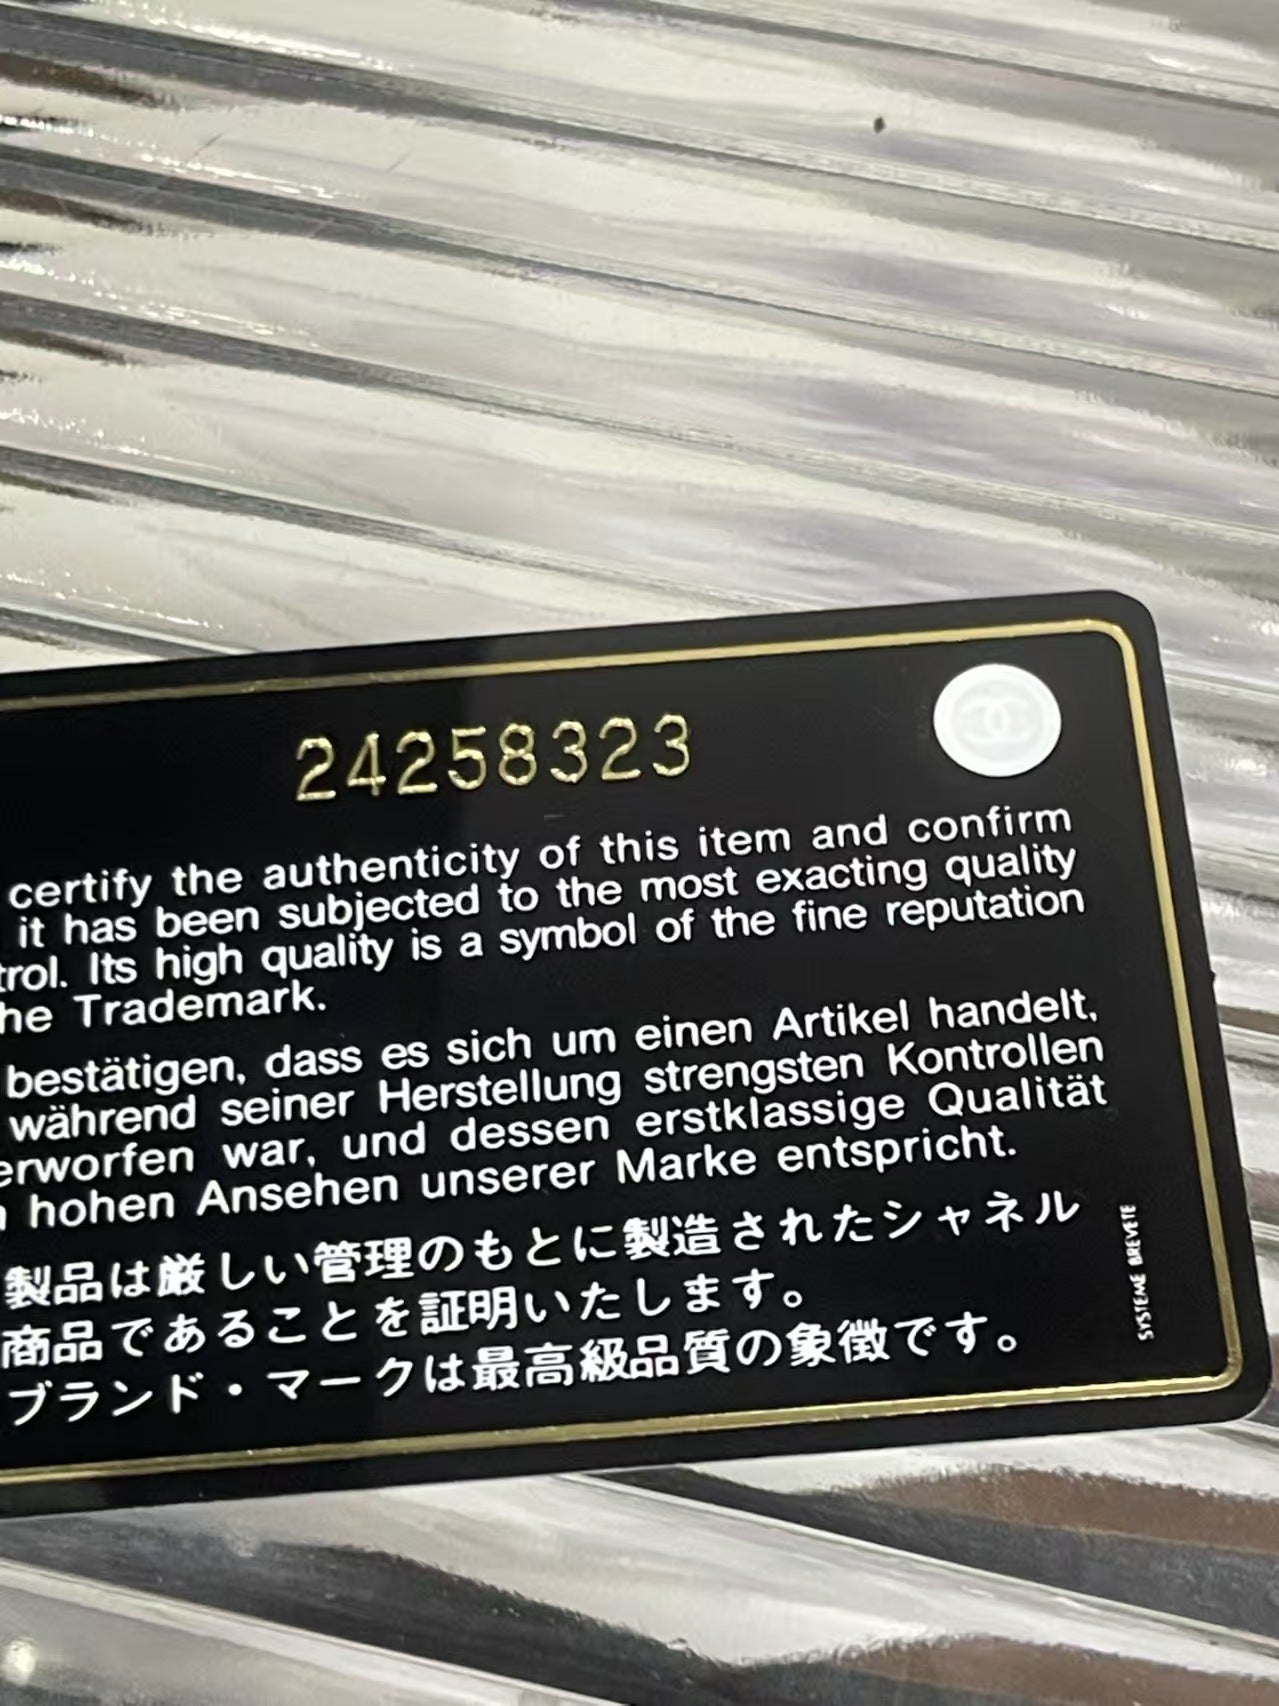 24258323
certify the authenticity of this item and confirm
it has been subjected to the most exacting quality
trol. Its high quality is a symbol of the fine reputation
he Trademark.
bestätigen, dass es sich um einen Artikel handelt,
während seiner Herstellung strengsten Kontrollen
erworfen war, und dessen erstklassige Qualität
hohen Ansehen unserer Marke entspricht.
製品は厳しい管理のもとに製造されたシャネル
商品であることを証明いたします。
ブランド・マークは最高級品質の象徴です。
SYSTEME BREVETE